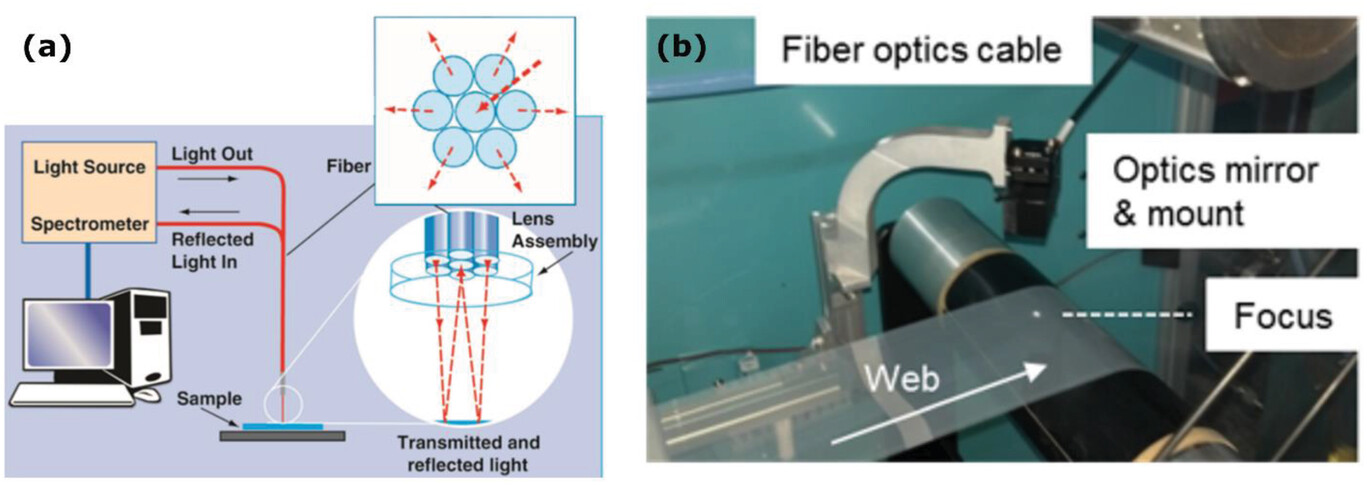 (a)
Light Source
Light Out
Fiber
Spectrometer
Reflected
Light In
Lens
Assembly
Sample
Transmitted and
reflected light
(b)
Fiber optics cable
Optics mirror
& mount
Focus
Web